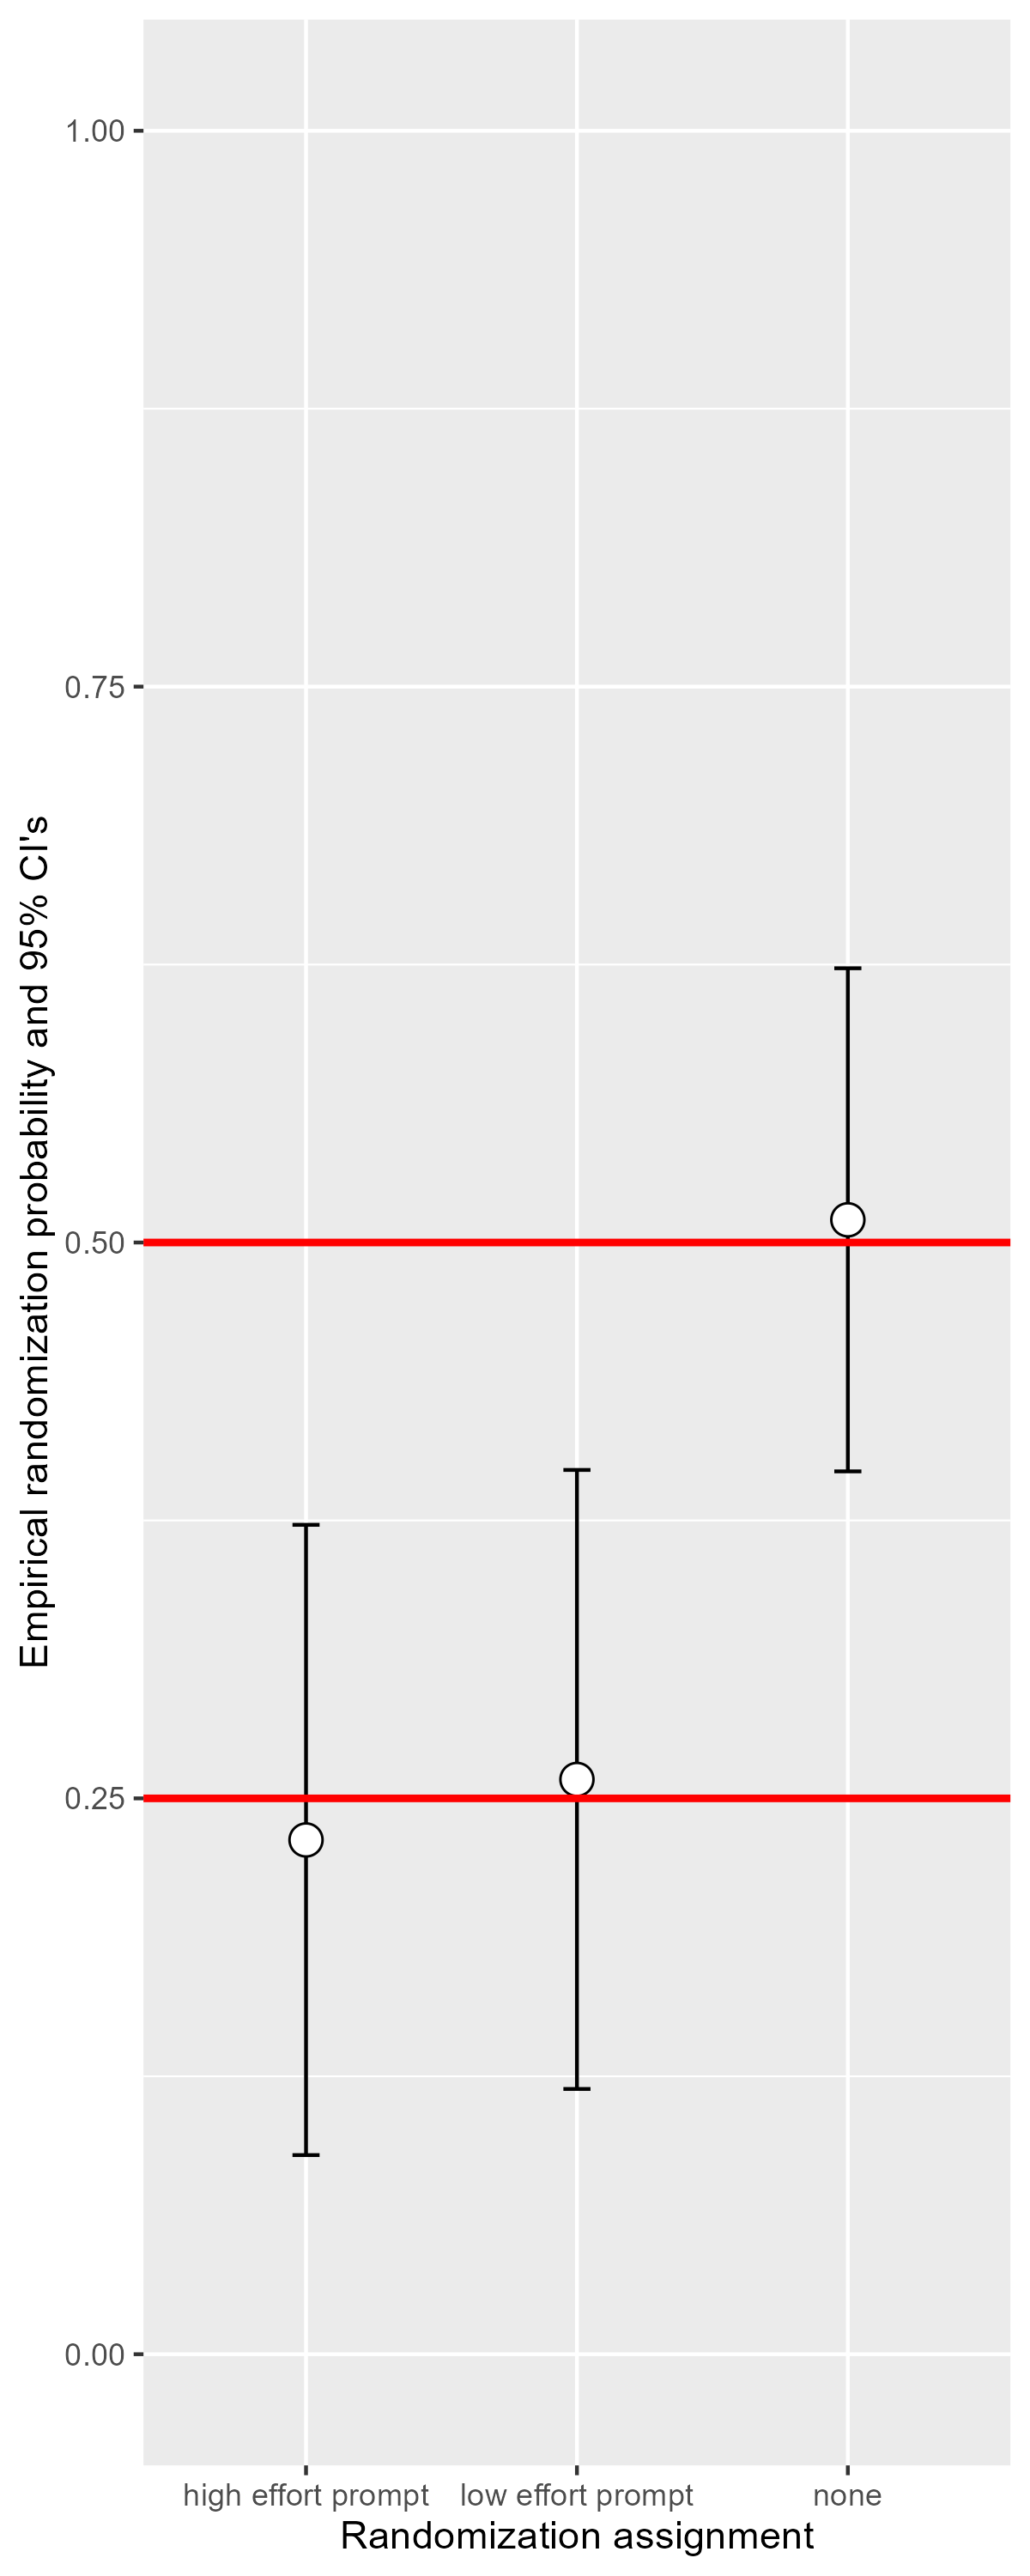 Empirical randomization probability and 95% CI's
1.00
0.75
0.50
0.25
0.00
high effort prompt
low effort prompt
none
Randomization assignment